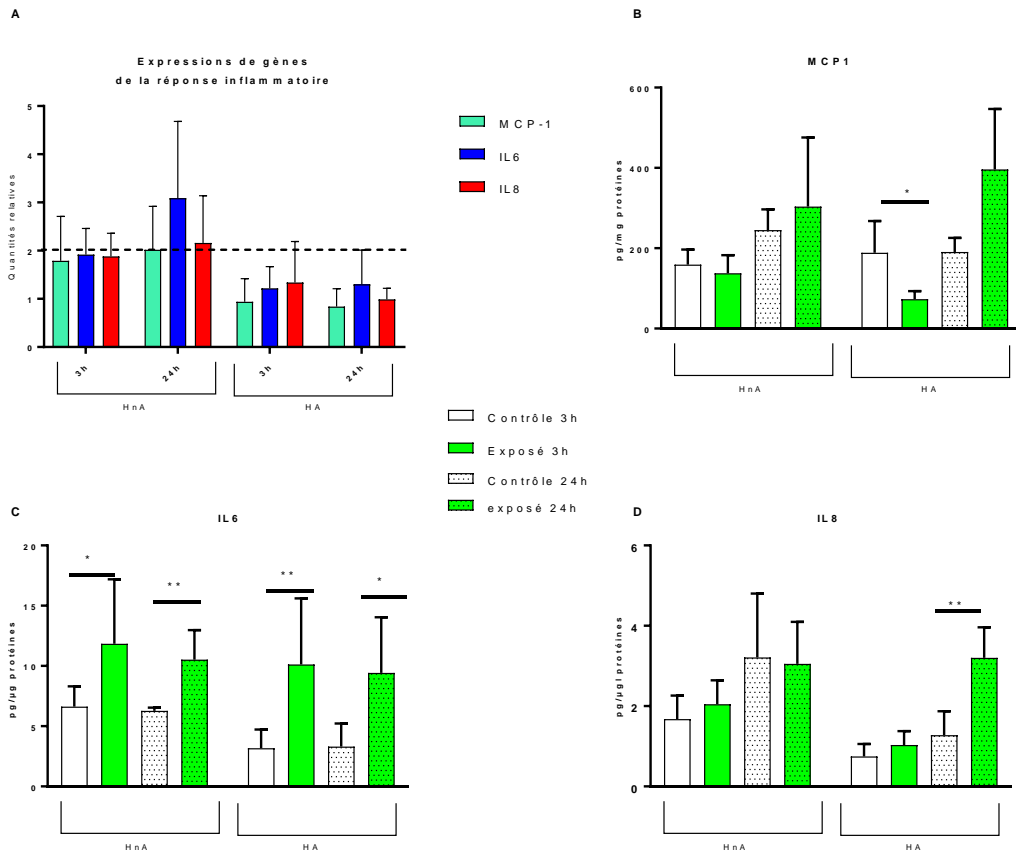 A
Expressions de gènes
de la réponse inflammatoire
Quantités relatives
5
4
3
2
1
0
3h
24h
3h
24h
HnA
HA
MCP-1
IL6
IL8
B
MCP1
pg/mg protéines
600
400
200
0
*
HnA
HA
Contrôle 3h
Exposé 3h
Contrôle 24h
exposé 24h
C
IL6
pg/µg protéines
20
15
10
5
0
*
**
**
*
HnA
HA
D
IL8
pg/µgl protéines
6
4
2
0
**
HnA
HA